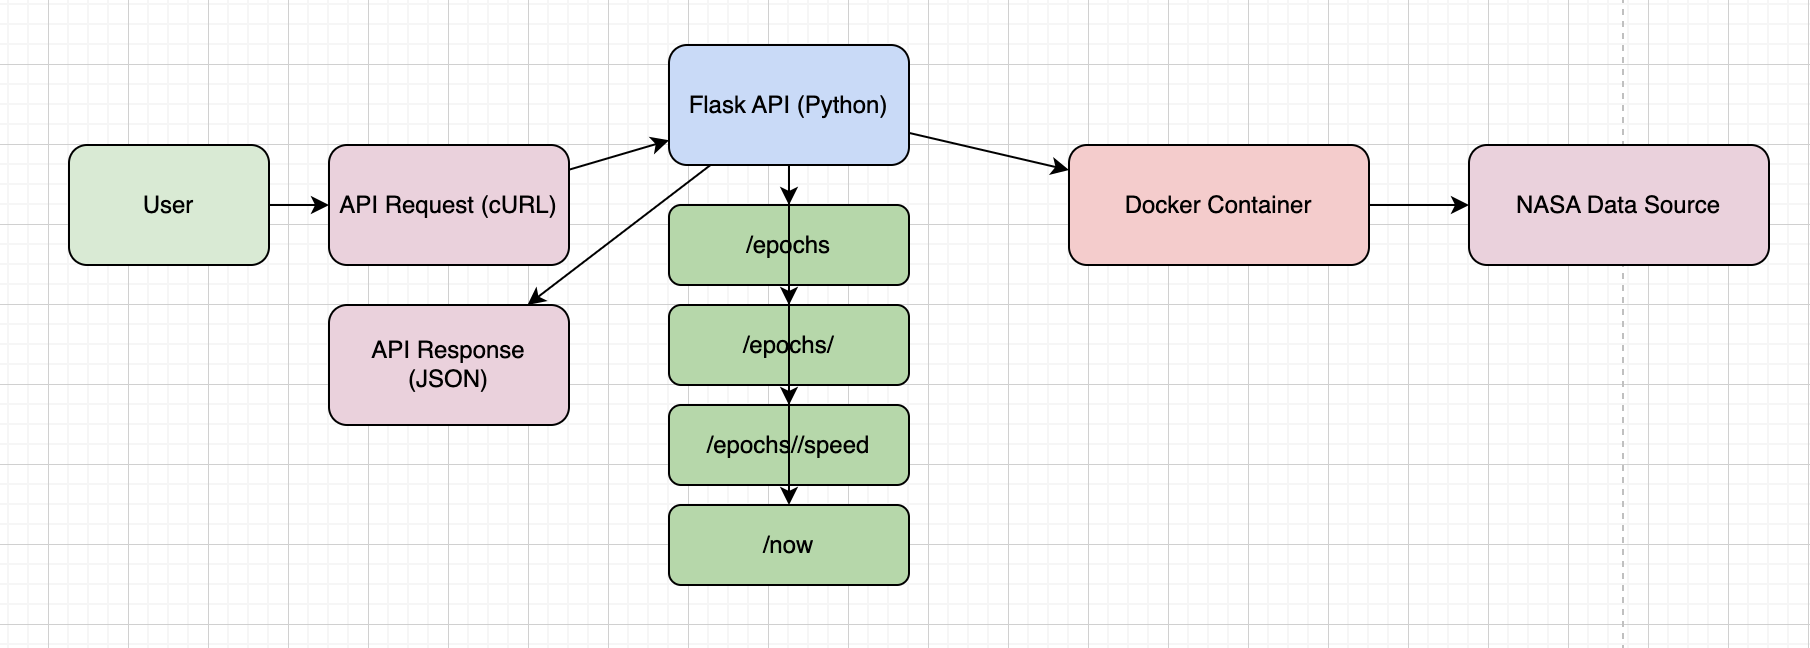 Flask API (Python)
User
API Request (cURL)
Docker Container
NASA Data Source
/epochs
API Response
(JSON)
/epochs/
/epochs//speed
/now